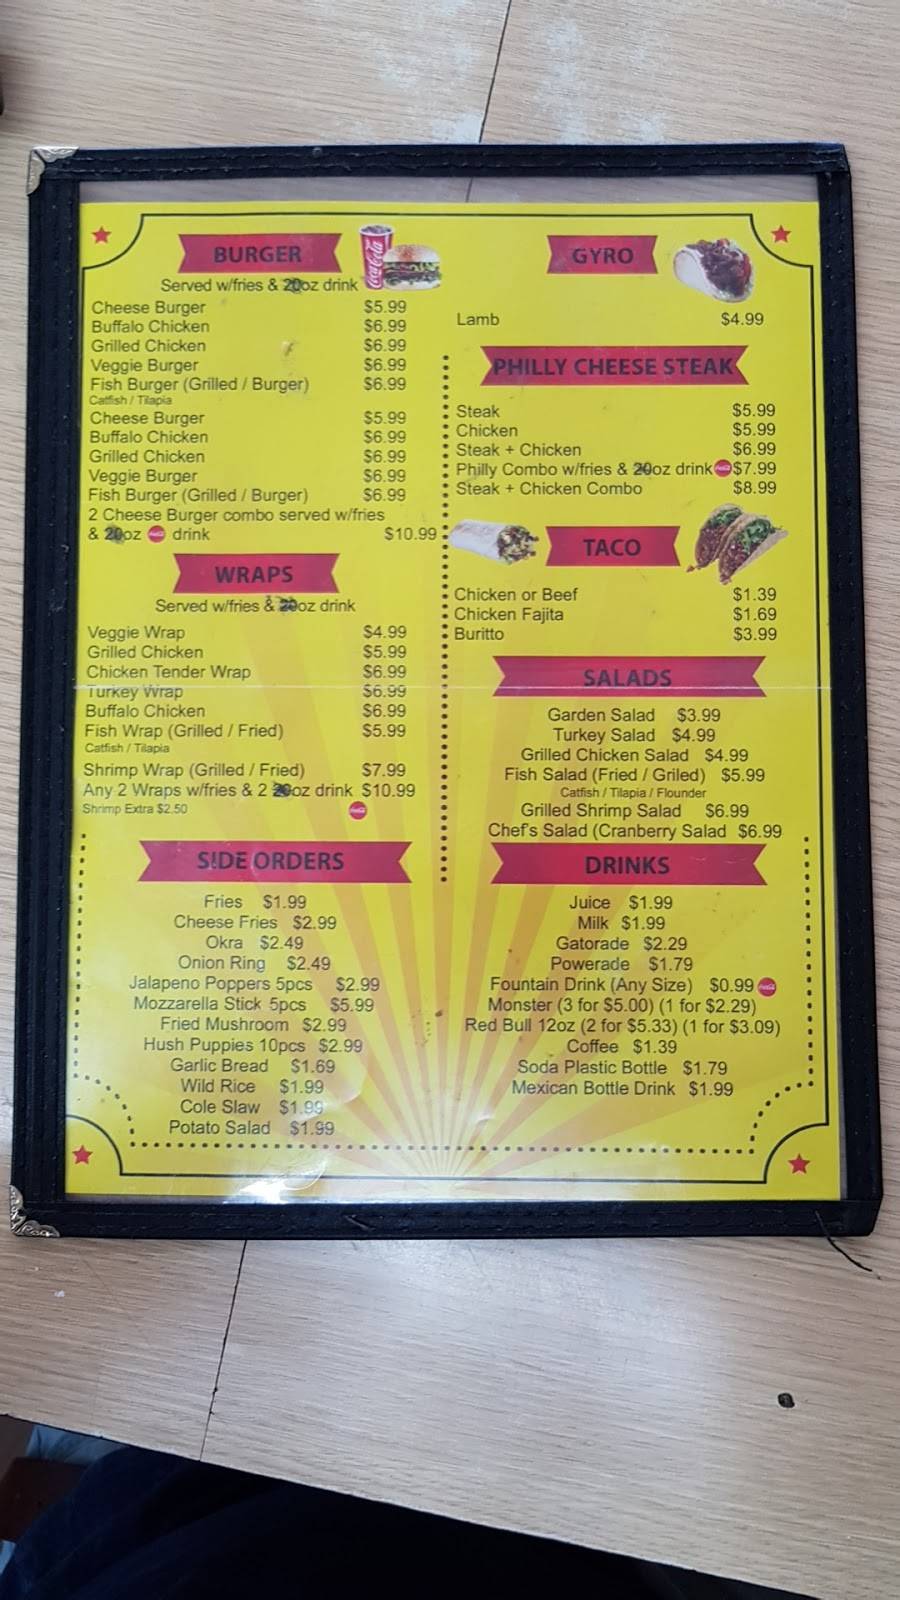 BURGER
Served w/fries & 20oz drink
Coca-Cola
Cheese Burger $5.99
Buffalo Chicken $6.99
Grilled Chicken $6.99
Veggie Burger $6.99
Fish Burger (Grilled / Burger) $6.99
Catfish / Tilapia
Cheese Burger $5.99
Buffalo Chicken $6.99
Grilled Chicken $6.99
Veggie Burger $6.99
Fish Burger (Grilled / Burger) $6.99
2 Cheese Burger combo served w/fries
& 20oz drink $10.99
WRAPS
Served w/fries & 20oz drink
Veggie Wrap $4.99
Grilled Chicken $5.99
Chicken Tender Wrap $6.99
Turkey Wrap $6.99
Buffalo Chicken $6.99
Fish Wrap (Grilled / Fried) $5.99
Catfish / Tilapia
Shrimp Wrap (Grilled / Fried) $7.99
Any 2 Wraps w/fries & 2 20oz drink $10.99
Shrimp Extra $2.50
SIDE ORDERS
Fries $1.99
Cheese Fries $2.99
Okra $2.49
Onion Ring $2.49
Jalapeno Poppers 5pcs $2.99
Mozzarella Stick 5pcs $5.99
Fried Mushroom $2.99
Hush Puppies 10pcs $2.99
Garlic Bread $1.69
Wild Rice $1.99
Cole Slaw $1.99
Potato Salad $1.99
GYRO
Lamb $4.99
PHILLY CHEESE STEAK
Steak $5.99
Chicken $5.99
Steak + Chicken $6.99
Philly Combo w/fries & 20oz drink $7.99
Steak + Chicken Combo $8.99
TACO
Chicken or Beef $1.39
Chicken Fajita $1.69
Buritto $3.99
SALADS
Garden Salad $3.99
Turkey Salad $4.99
Grilled Chicken Salad $4.99
Fish Salad (Fried / Griled) $5.99
Catfish / Tilapia / Flounder
Grilled Shrimp Salad $6.99
Chef's Salad (Cranberry Salad $6.99
DRINKS
Juice $1.99
Milk $1.99
Gatorade $2.29
Powerade $1.79
Fountain Drink (Any Size) $0.99
Monster (3 for $5.00) (1 for $2.29)
Red Bull 12oz (2 for $5.33) (1 for $3.09)
Coffee $1.39
Soda Plastic Bottle $1.79
Mexican Bottle Drink $1.99